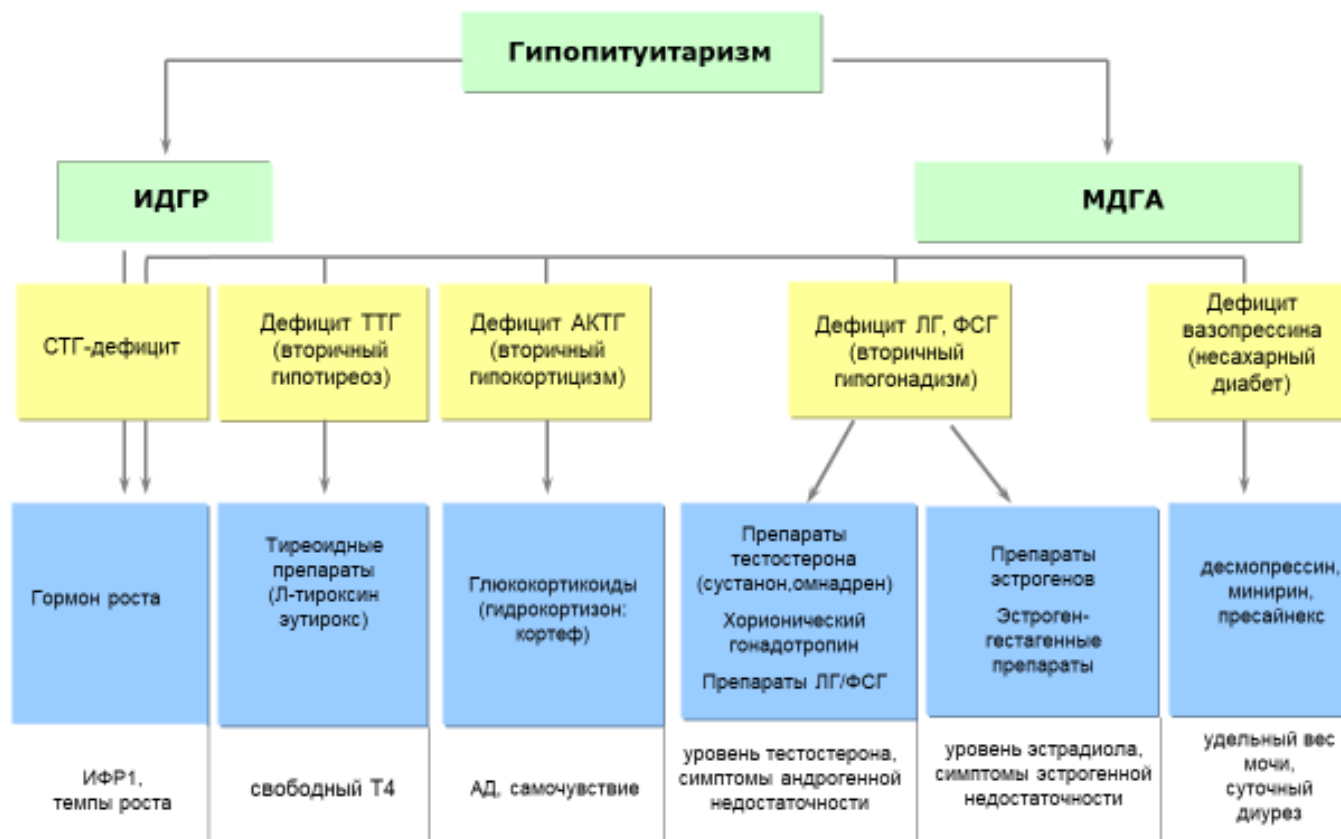 Гипопитуитаризм
ИДГР
МДГА
СТГ-дефицит
Дефицит ТТГ
(вторичный
гипотиреоз)
Дефицит АКТГ
(вторичный
гипокортицизм)
Дефицит ЛГ, ФСГ
(вторичный
гипогонадизм)
Дефицит
вазопрессина
(несахарный
диабет)
Гормон роста
Тиреоидные
препараты
(Л-тироксин
эутирокс)
Глюкокортикоиды
(гидрокортизон:
кортеф)
Препараты
тестостерона
(сустанон,омнадрен)
Хорионический
гонадотропин
Препараты ЛГ/ФСГ
Препараты
эстрогенов
Эстроген-
гестагенные
препараты
десмопрессин,
минирин,
пресайнекс
ИФР1,
темпы роста
свободный Т4
АД, самочувствие
уровень тестостерона,
симптомы андрогенной
недостаточности
уровень эстрадиола,
симптомы эстрогенной
недостаточности
удельный вес
мочи,
суточный
диурез